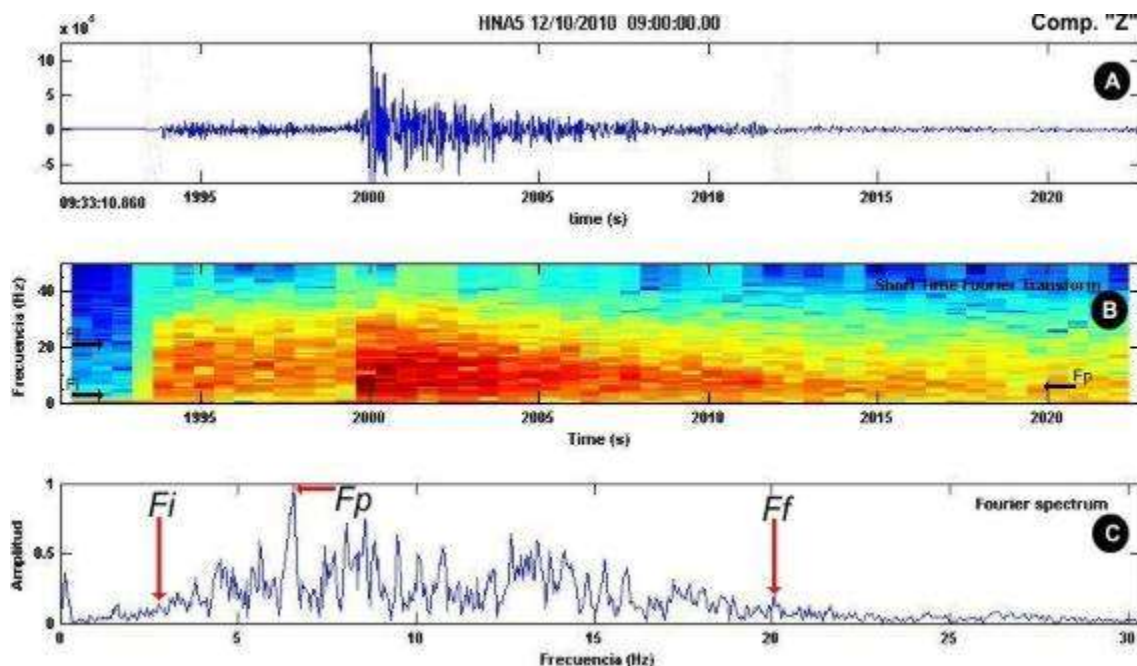 HNA5 12/10/2010 09:00:00.00
Comp. "Z"
x 10
10
5
0
-5
A
1995 2000 2005 2010 2015 2020
09:33:10.860
time (s)
Frecuencia (Hz)
40
20
0
Short Time Fourier Transform
B
Fi
Fp
1995 2000 2005 2010 2015 2020
Time (s)
Amplitud
1
0.5
0
Fi
Fp
Ff
Fourier spectrum
C
0 5 10 15 20 25 30
Frecuencia (Hz)